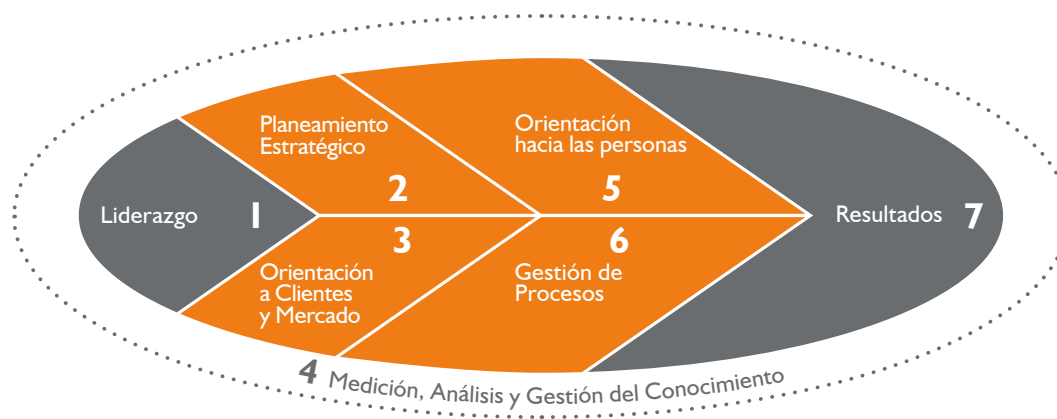 Liderazgo 1
Planeamiento
Estratégico
2
3
Orientación
a Clientes
y Mercado
4 Medición, Análisis y Gestión del Conocimiento
Orientación
hacia las personas
5
6
Gestión de
Procesos
Resultados 7